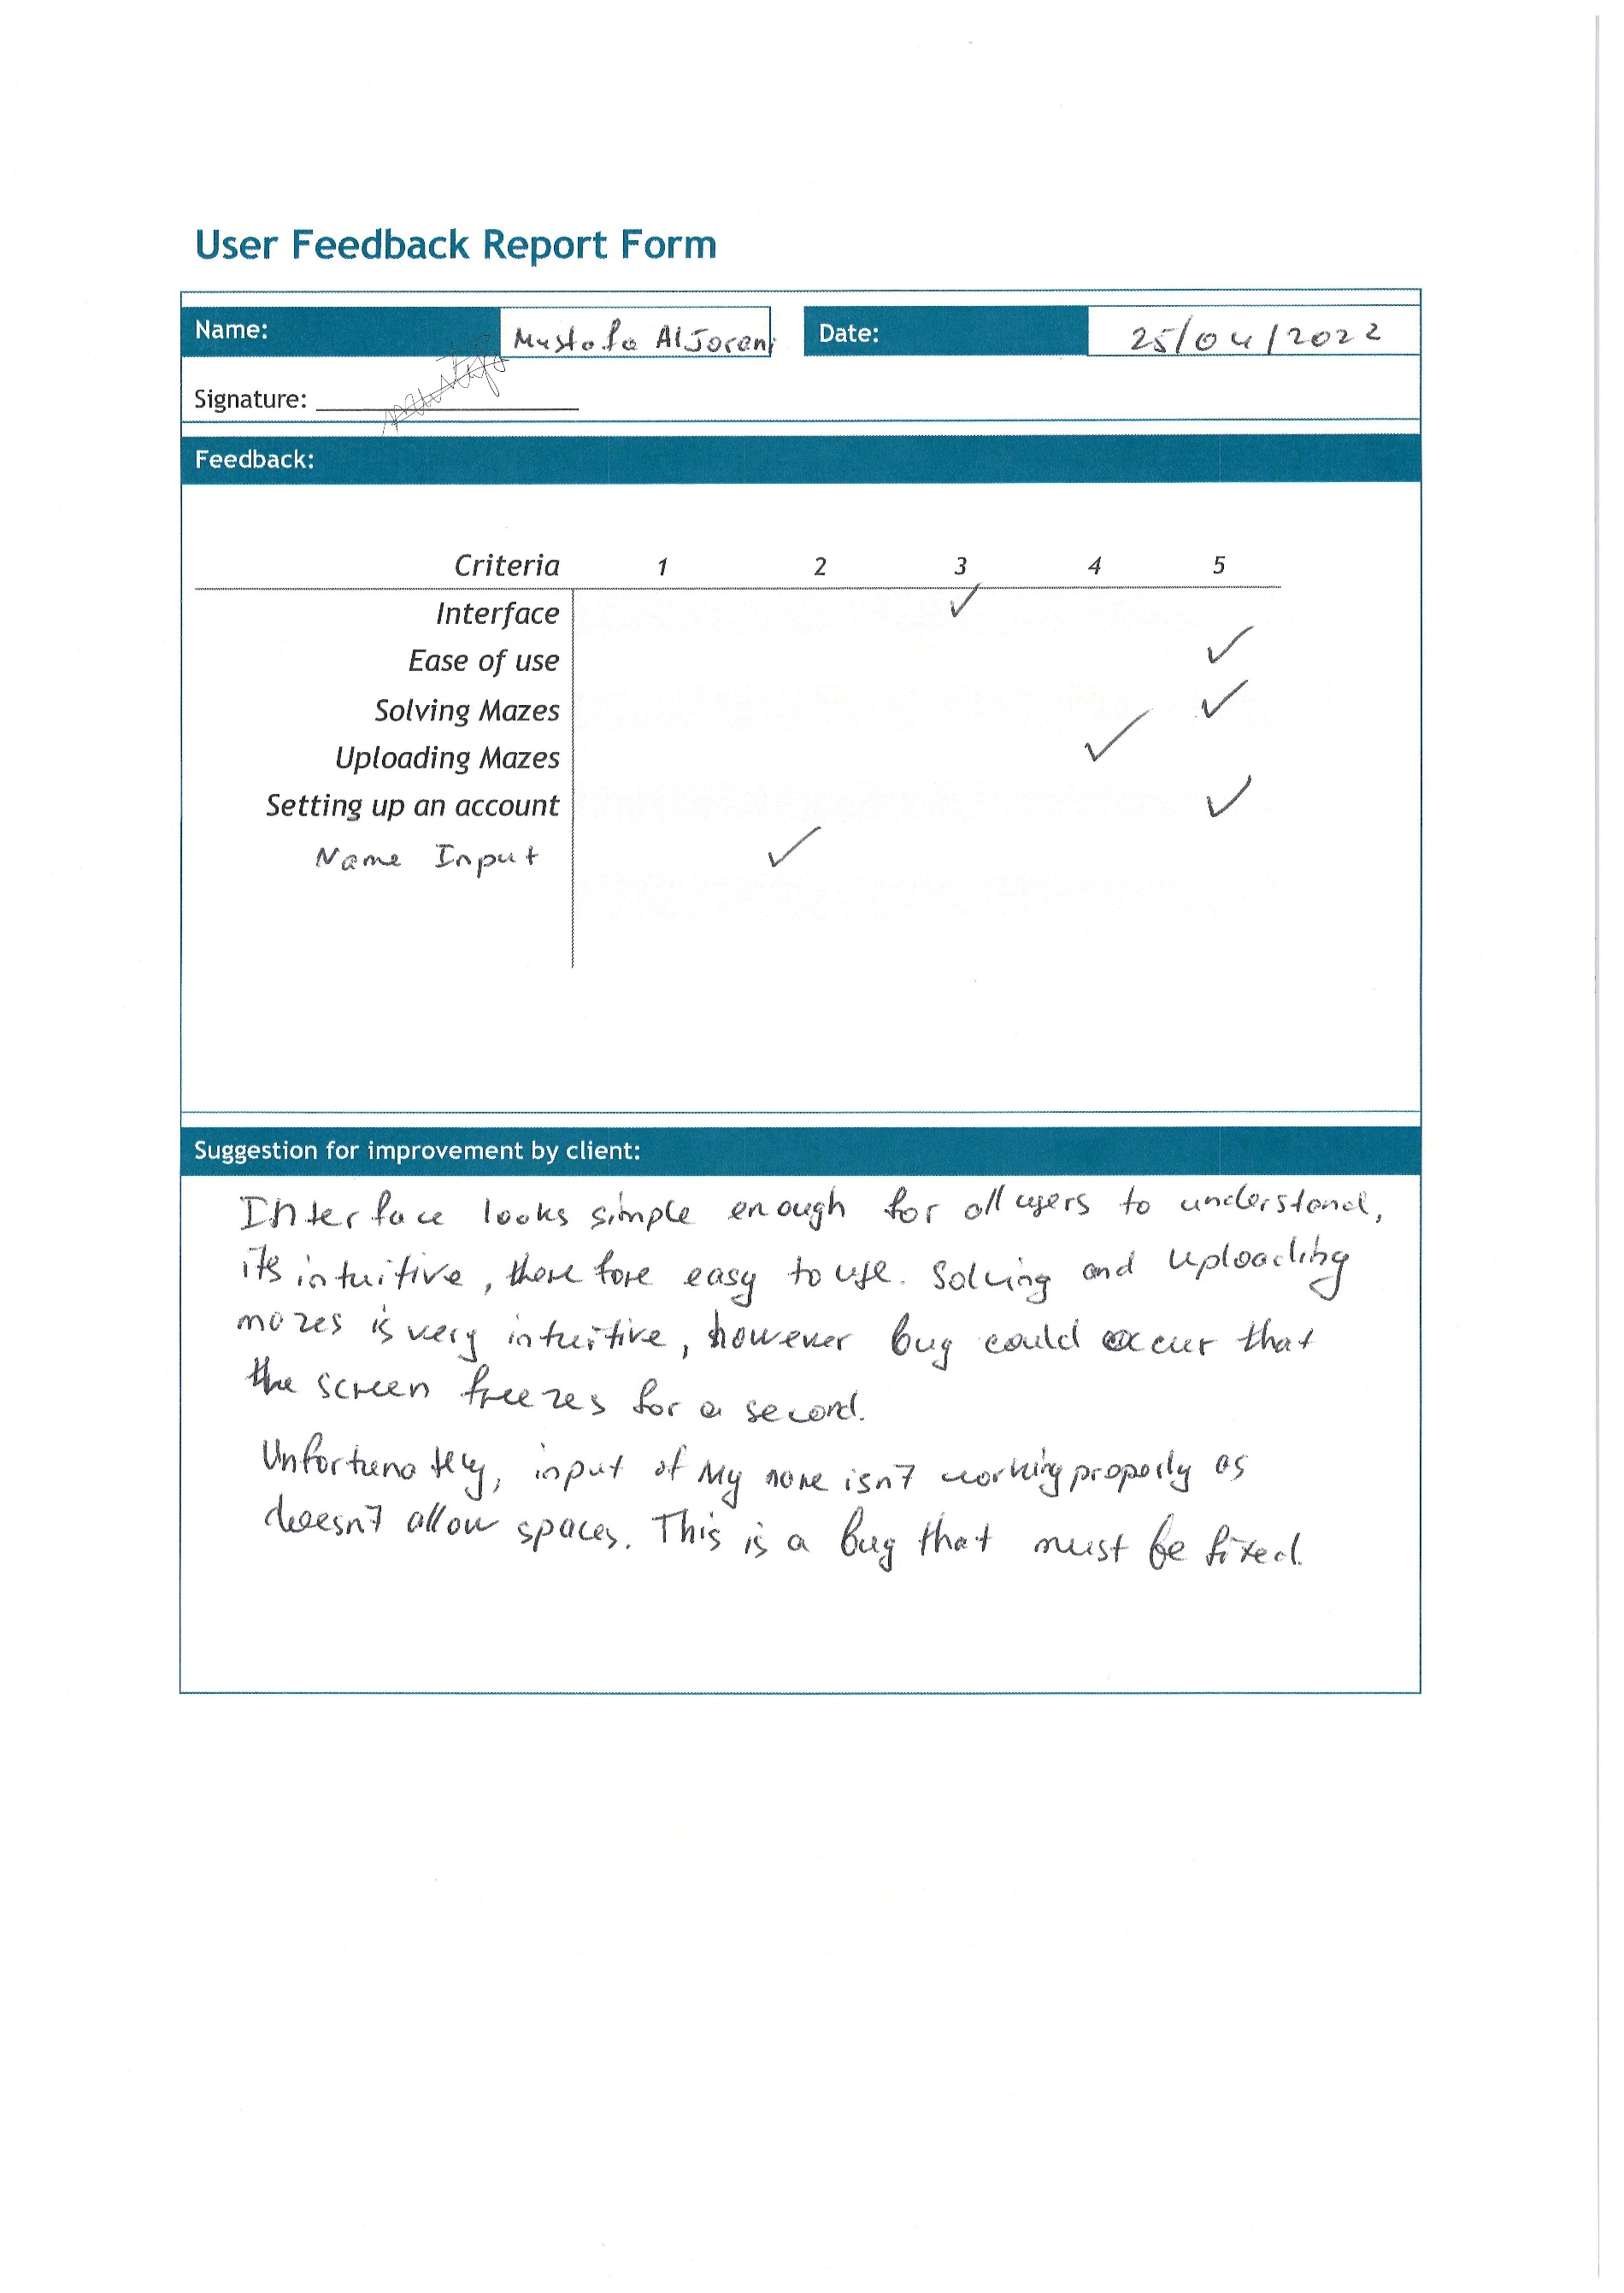 User Feedback Report Form
Name: Mustafa AlJorani Date: 25/04/2022
Signature: mustafa
Feedback:
Criteria 1 2 3 4 5
Interface ✓
Ease of use ✓
Solving Mazes ✓
Uploading Mazes ✓
Setting up an account ✓
Name Input ✓
Suggestion for improvement by client:
Interface looks simple enough for all users to understand,
its intuitive, therefore easy to use. Solving and uploading
mazes is very intuitive, however bug could occur that
the screen freezes for a second.
Unfortunately, input of My name isn't working properly as
doesn't allow spaces. This is a bug that must be fixed.